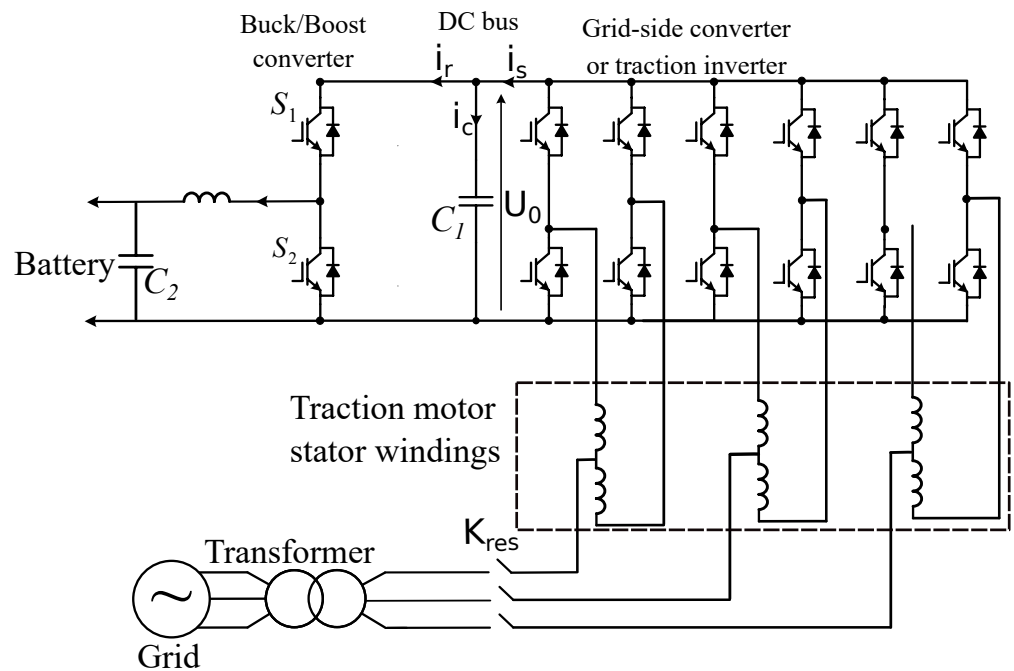 Buck/Boost
converter
DC bus
Grid-side converter
or traction inverter
i_r
i_s
S_1
i_c
C_1
U_0
S_2
Battery
C_2
Traction motor
stator windings
K_res
Transformer
~
Grid